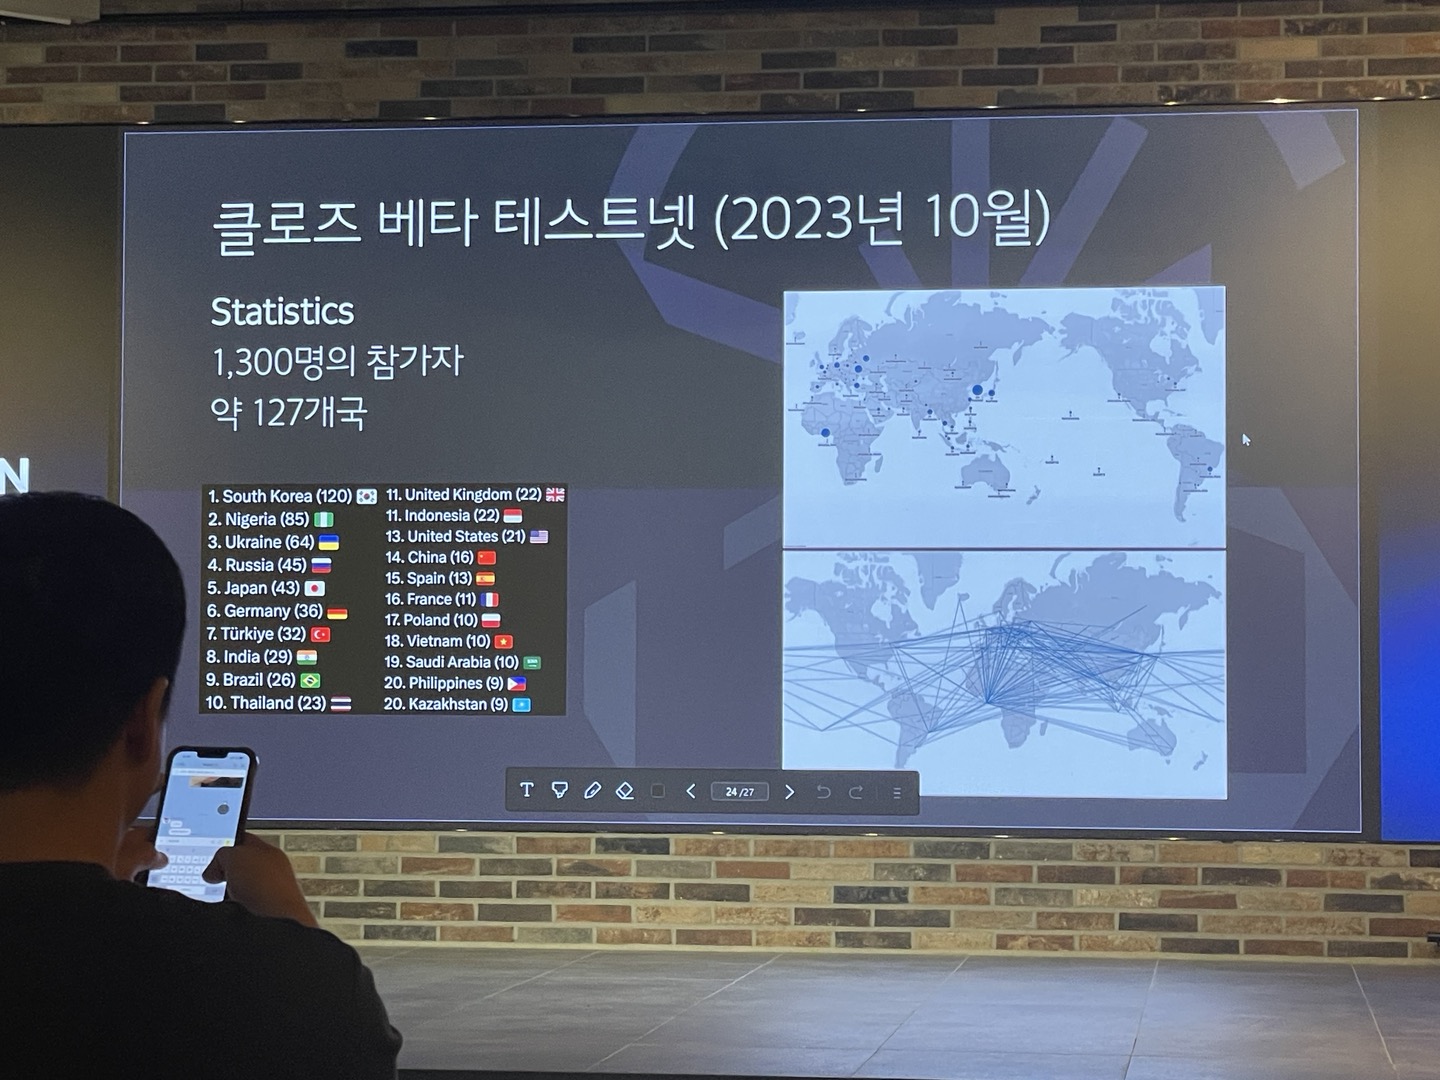 클로즈 베타 테스트넷 (2023년 10월)
Statistics
1,300명의 참가자
약 127개국
1. South Korea (120)
2. Nigeria (85)
3. Ukraine (64)
4. Russia (45)
5. Japan (43)
6. Germany (36)
7. Türkiye (32)
8. India (29)
9. Brazil (26)
10. Thailand (23)
11. United Kingdom (22)
11. Indonesia (22)
13. United States (21)
14. China (16)
15. Spain (13)
16. France (11)
17. Poland (10)
18. Vietnam (10)
19. Saudi Arabia (10)
20. Philippines (9)
20. Kazakhstan (9)
N
T
24 /27